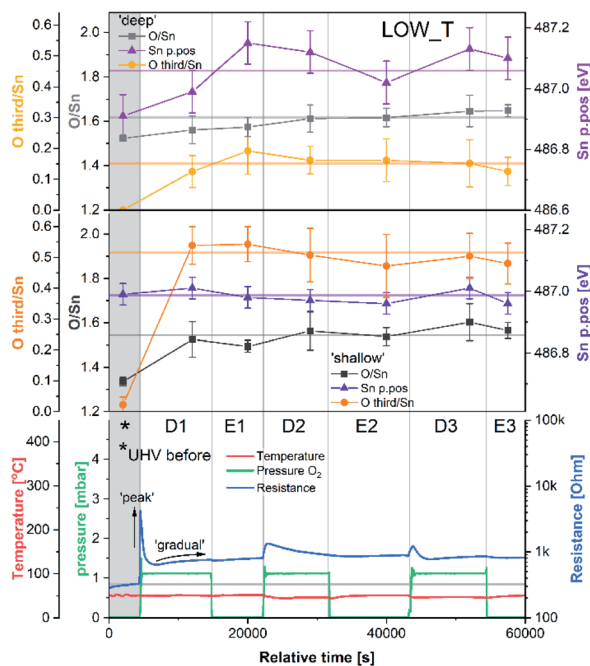 'deep'
O/Sn
Sn p.pos
O third/Sn
LOW_T
O third/Sn
0.6
0.5
0.4
0.3
0.2
0.1
0.0
O/Sn
2.0
1.8
1.6
1.4
1.2
487.2
487.0
486.8
486.6
Sn p.pos [eV]
O third/Sn
0.6
0.5
0.4
0.3
0.2
0.1
0.0
O/Sn
2.0
1.8
1.6
1.4
1.2
487.2
487.0
486.8
Sn p.pos [eV]
'shallow'
O/Sn
Sn p.pos
O third/Sn
* D1 E1 D2 E2 D3 E3
*UHV before
Temperature
Pressure O2
Resistance
'peak'
'gradual'
Temperature [°C]
400
300
200
100
0
pressure [mbar]
4
3
2
1
0
100k
10k
1k
100
Resistance [Ohm]
0 20000 40000 60000
Relative time [s]